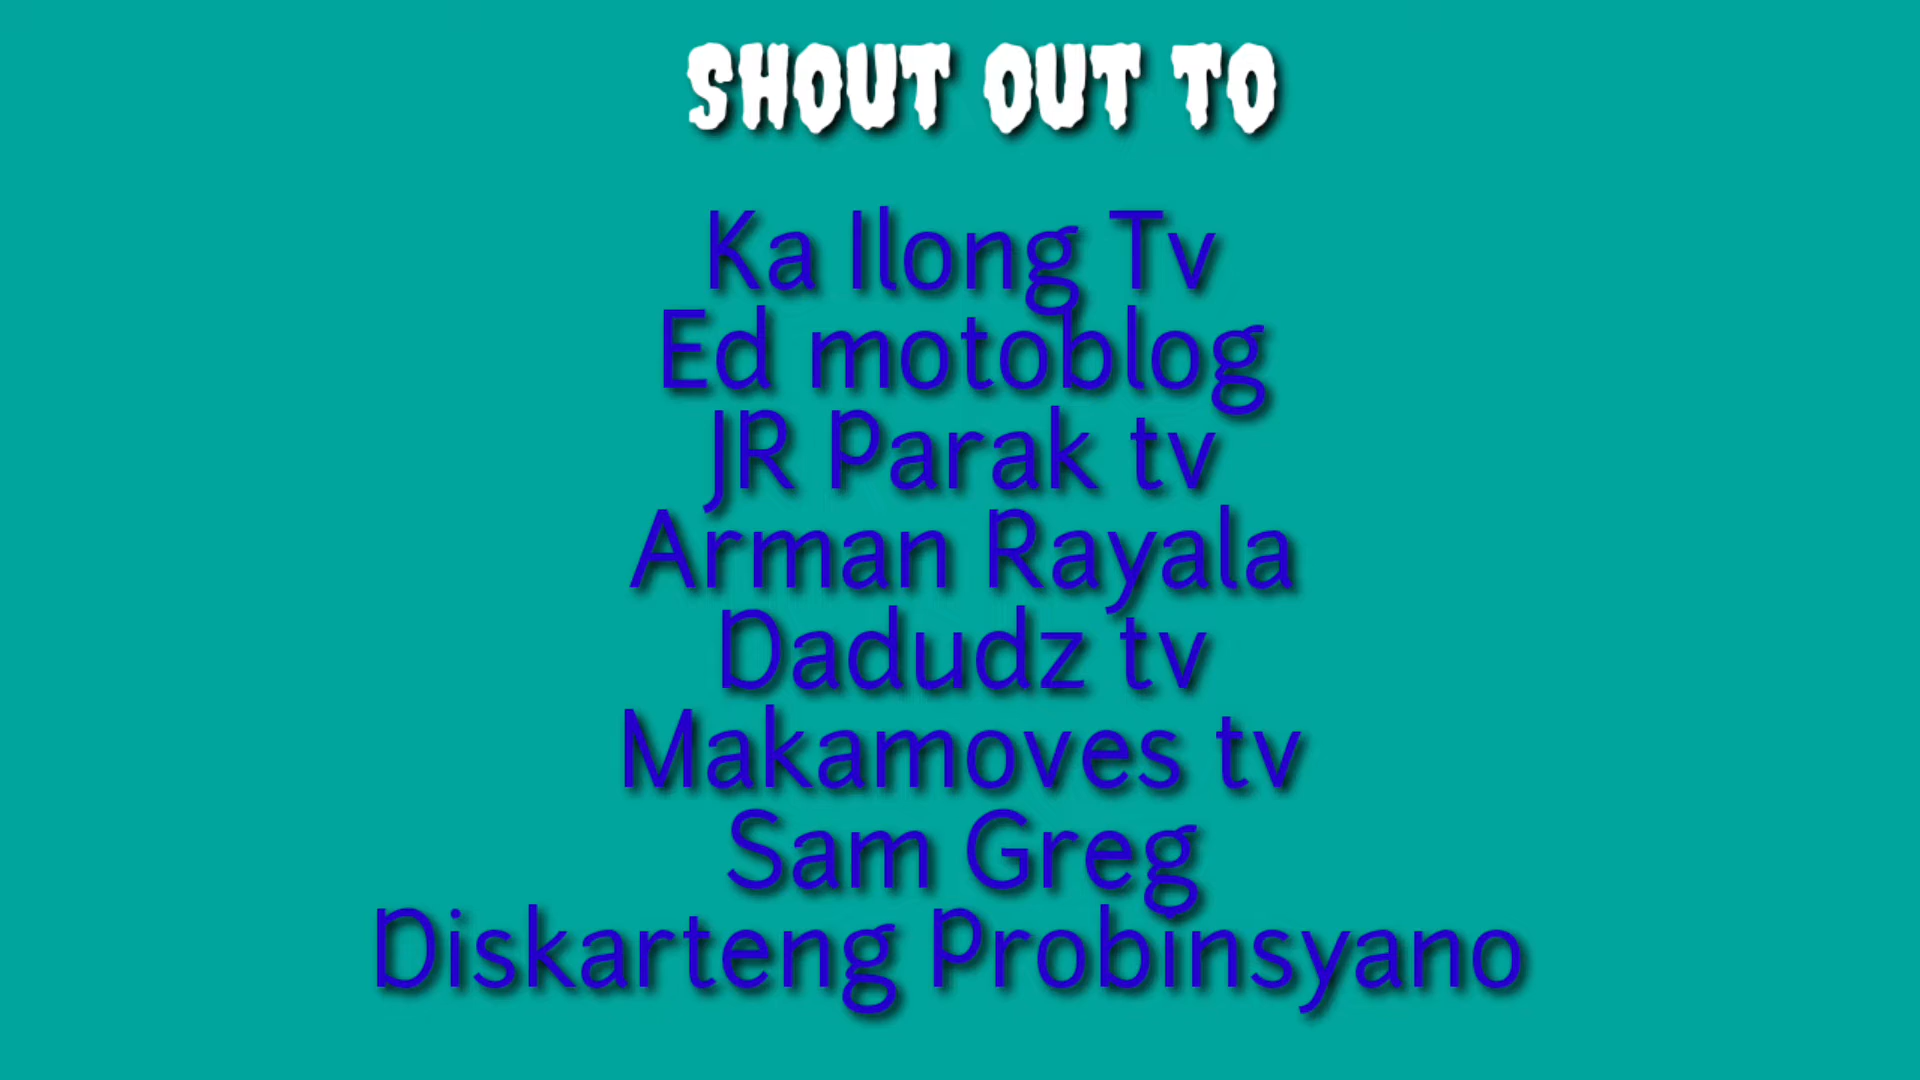 SHOUT OUT TO
Ka Ilong Tv
Ed motoblog
JR Parak tv
Arman Rayala
Dadudz tv
Makamoves tv
Sam Greg
Diskarteng Probinsyano